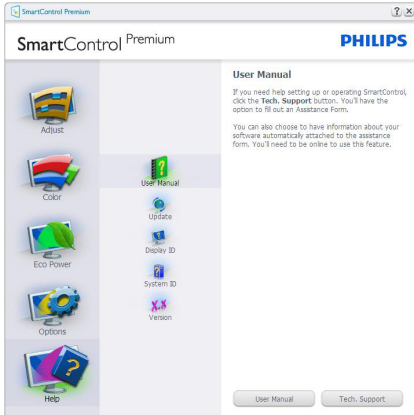 SmartControl Premium
SmartControl Premium
PHILIPS
Adjust
Color
Eco Power
Options
Help
User Manual
Update
Display ID
System ID
X.X
Version
User Manual
If you need help setting up or operating SmartControl,
click the Tech. Support button. You'll have the
option to fill out an Assistance Form.
You can also choose to have information about your
software automatically attached to the assistance
form. You'll need to be online to use this feature.
User Manual
Tech. Support